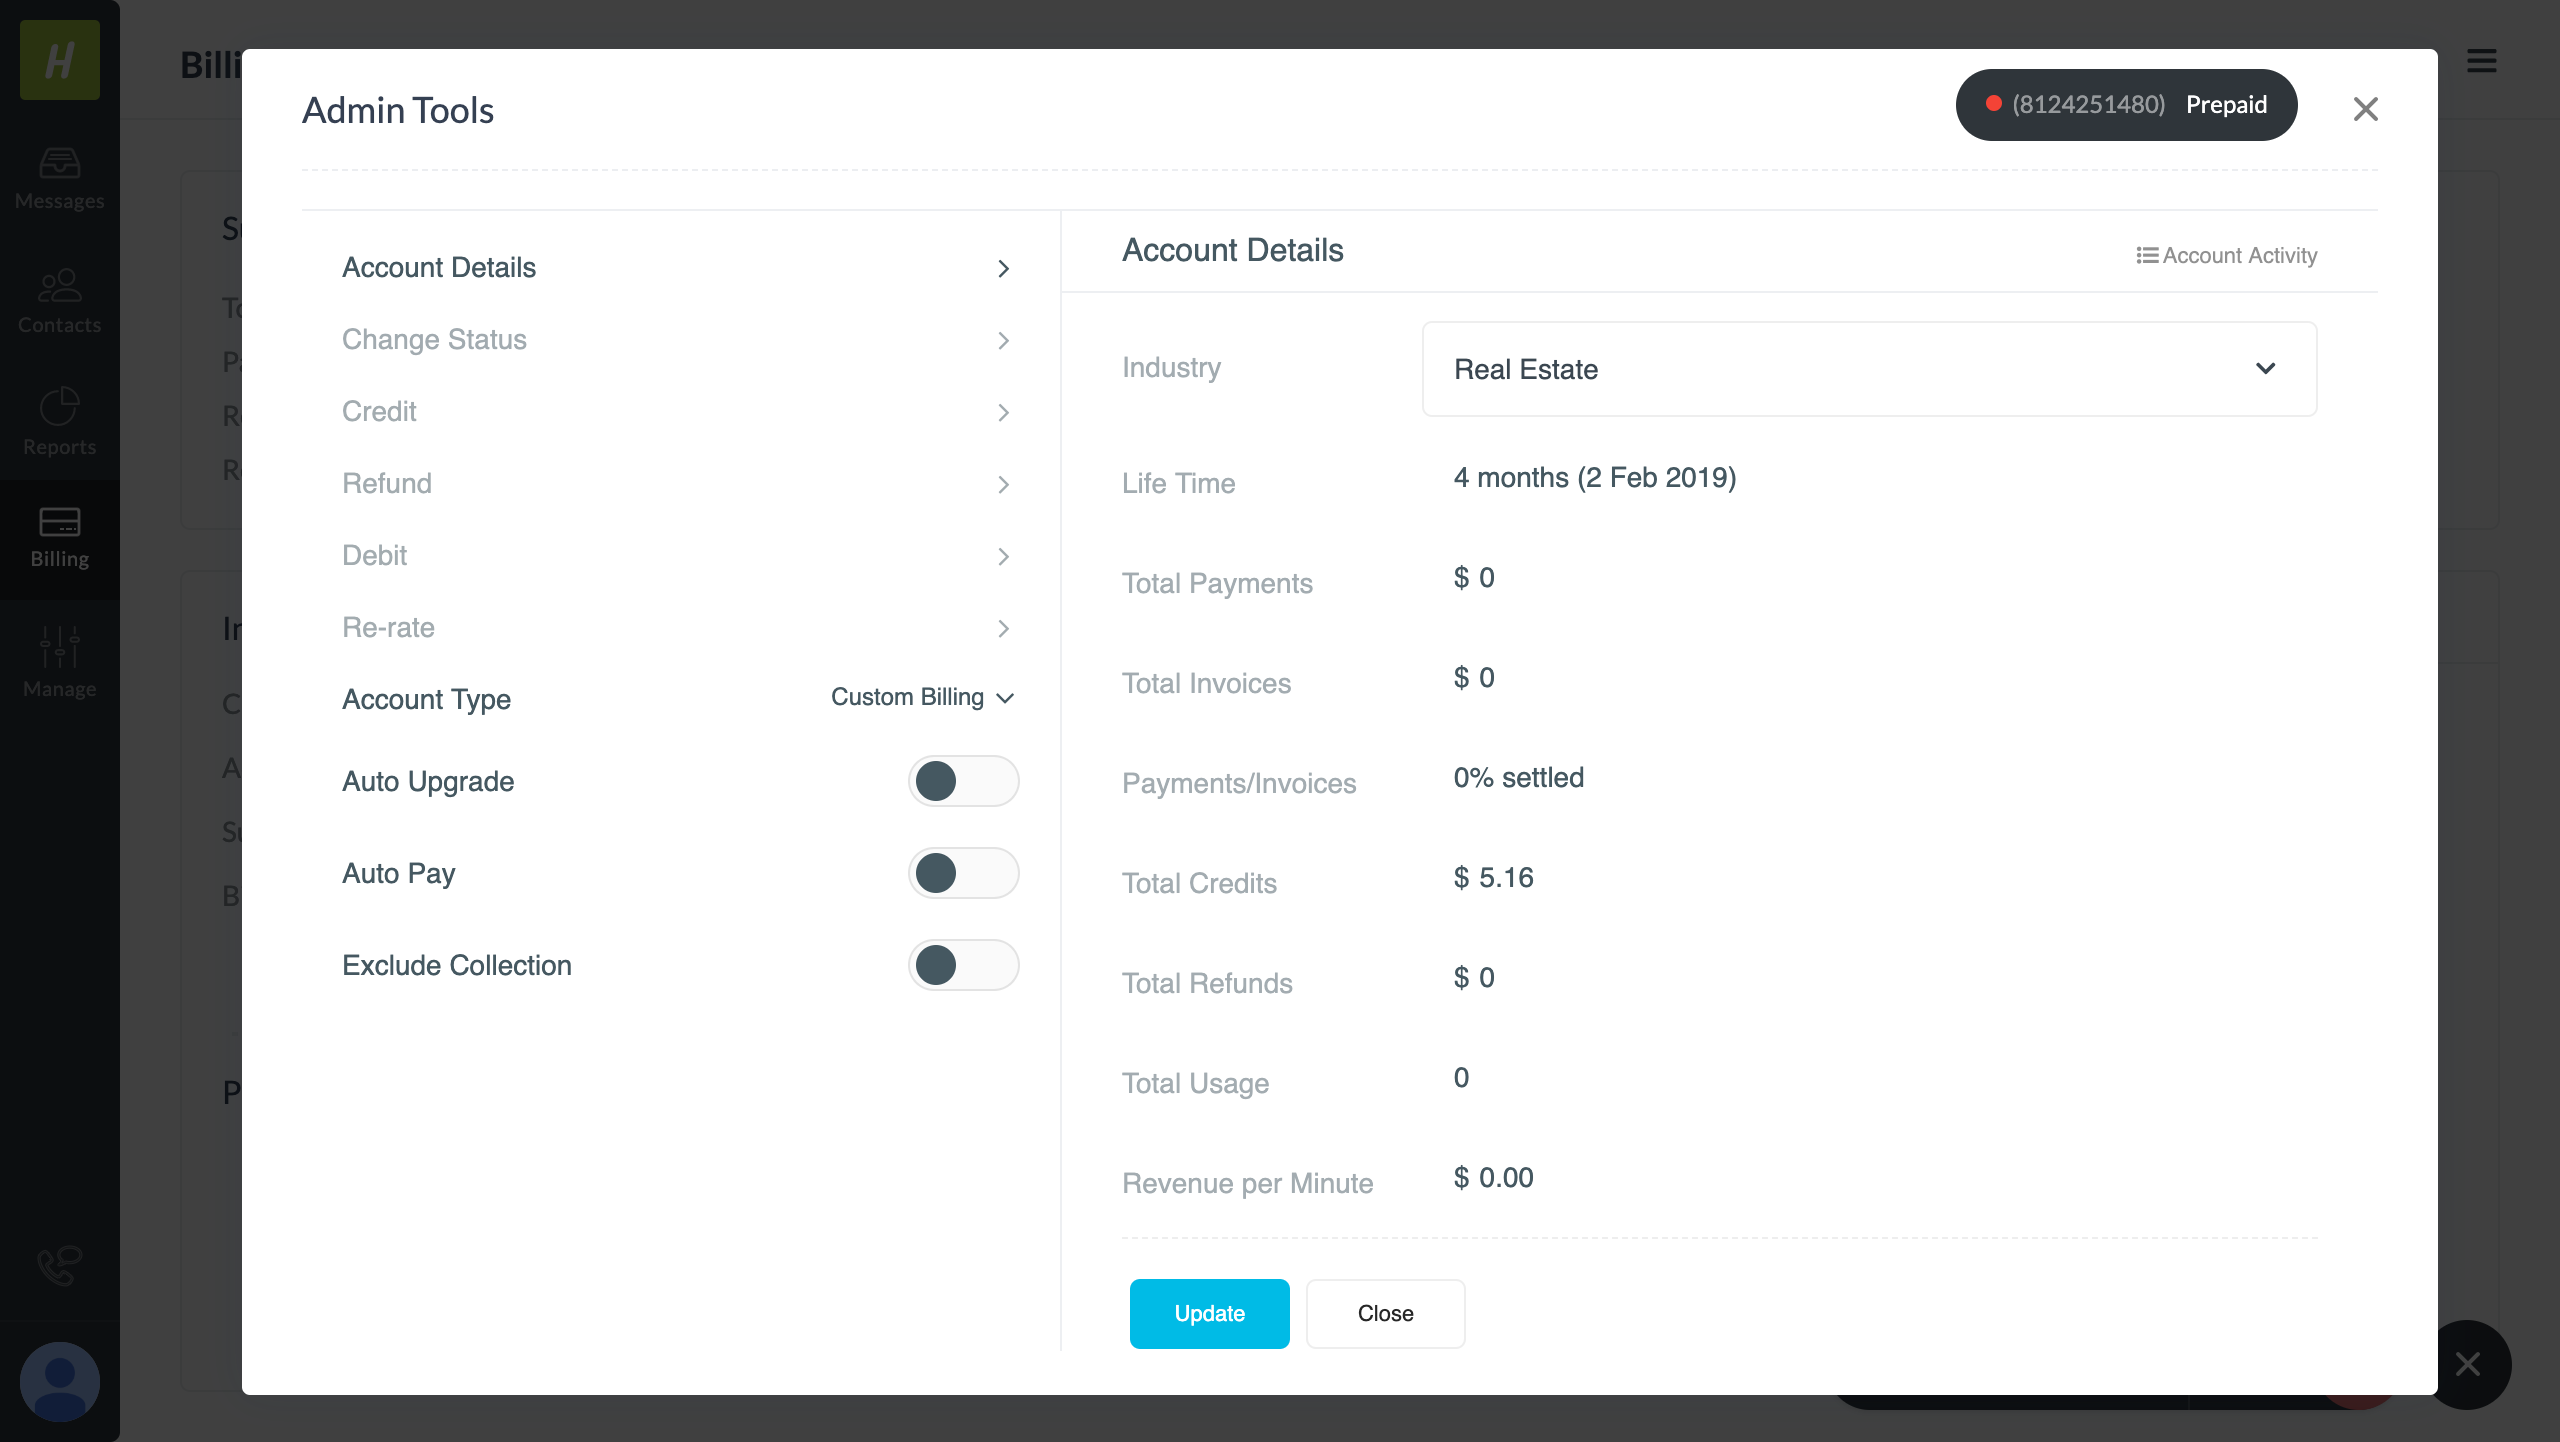 H
Billi
Messages
Contacts
Reports
Billing
Manage
Admin Tools
(8124251480) Prepaid
Account Details
Change Status
Credit
Refund
Debit
Re-rate
Account Type Custom Billing
Auto Upgrade
Auto Pay
Exclude Collection
Account Details
Account Activity
Industry Real Estate
Life Time 4 months (2 Feb 2019)
Total Payments $ 0
Total Invoices $ 0
Payments/Invoices 0% settled
Total Credits $ 5.16
Total Refunds $ 0
Total Usage 0
Revenue per Minute $ 0.00
Update Close